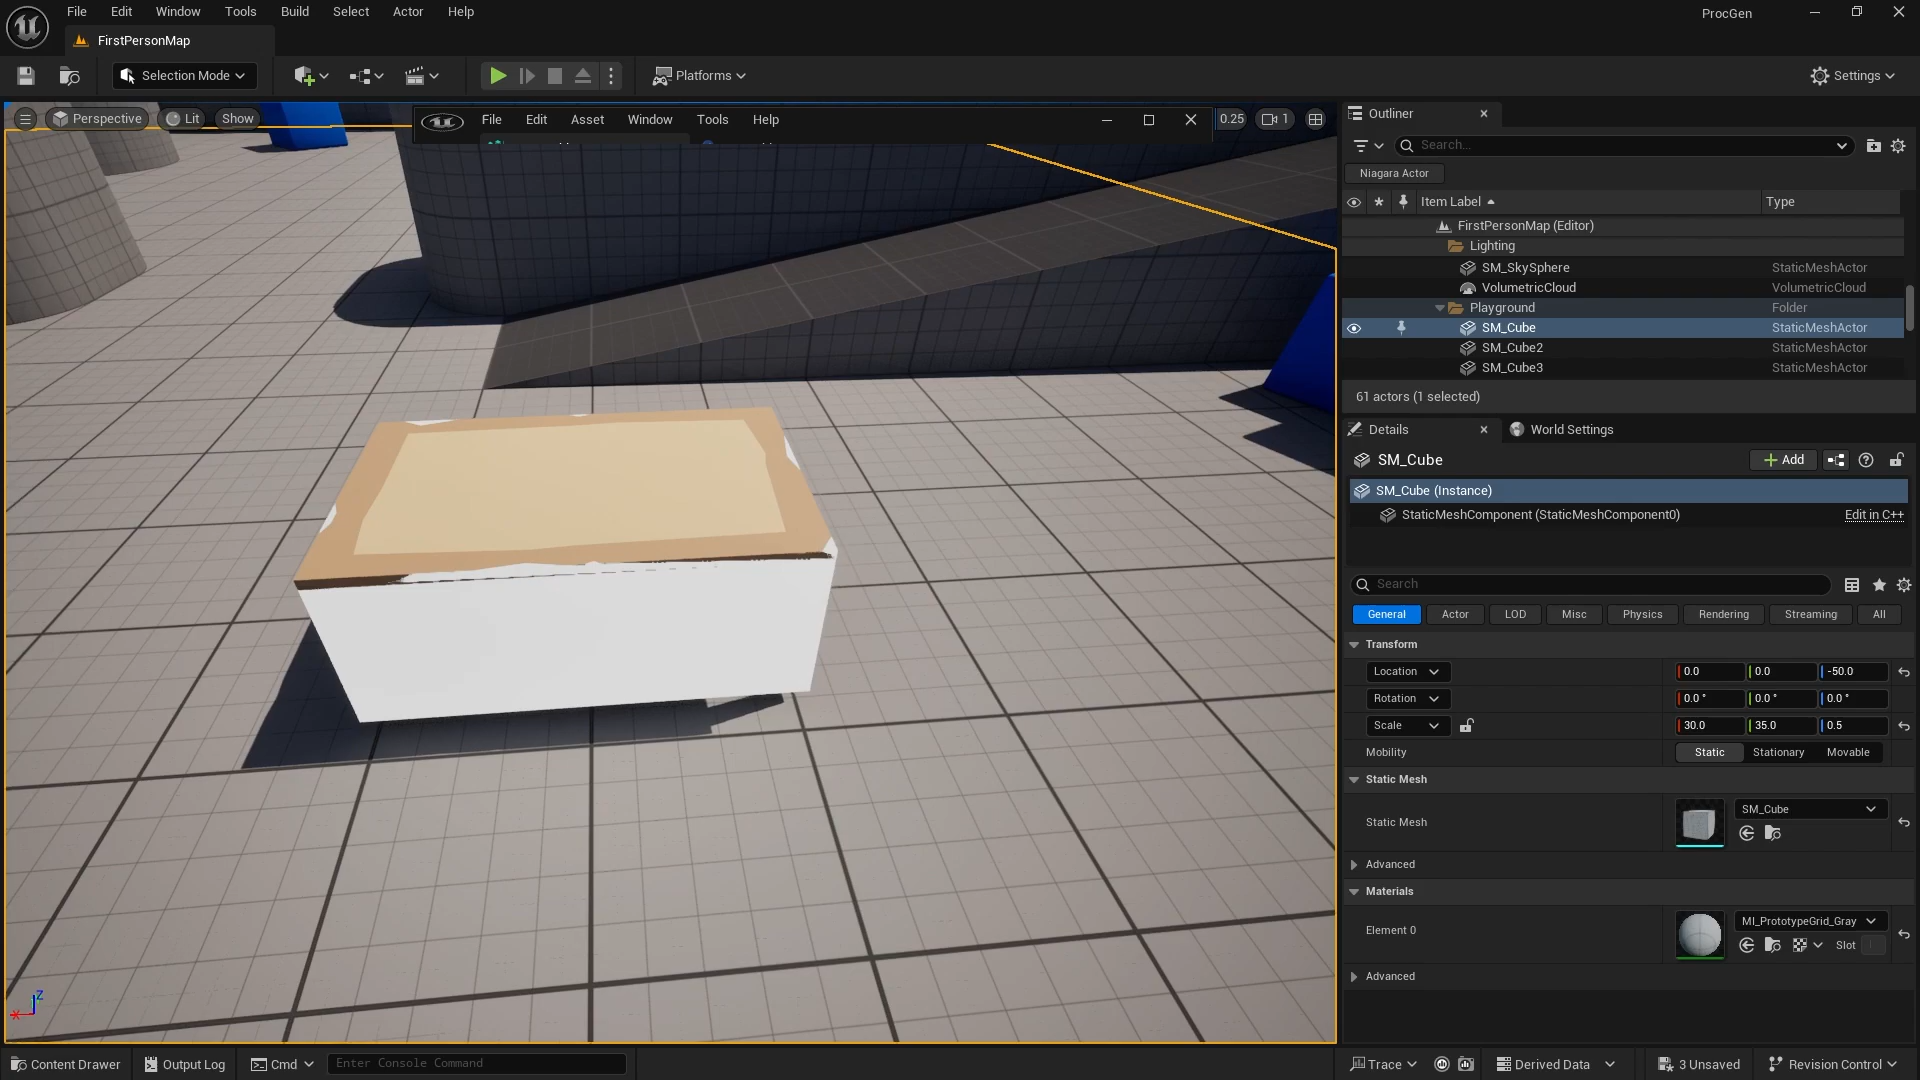 File Edit Window Tools Build Select Actor Help
ProcGen
FirstPersonMap
Selection Mode
Platforms
Settings
Perspective Lit Show
File Edit Asset Window Tools Help
0.25 1
Outliner
Search...
Niagara Actor
Item Label Type
FirstPersonMap (Editor)
Lighting
SM_SkySphere StaticMeshActor
VolumetricCloud VolumetricCloud
Playground Folder
SM_Cube StaticMeshActor
SM_Cube2 StaticMeshActor
SM_Cube3 StaticMeshActor
61 actors (1 selected)
Details World Settings
SM_Cube
Add
SM_Cube (Instance)
StaticMeshComponent (StaticMeshComponent0) Edit in C++
Search
General Actor LOD Misc Physics Rendering Streaming All
Transform
Location 0.0 0.0 -50.0
Rotation 0.0 ° 0.0 ° 0.0 °
Scale 30.0 35.0 0.5
Mobility Static Stationary Movable
Static Mesh
Static Mesh SM_Cube
Advanced
Materials
Element 0 MI_PrototypeGrid_Gray
Slot
Advanced
Z
X
Content Drawer Output Log Cmd Enter Console Command
Trace Derived Data 3 Unsaved Revision Control